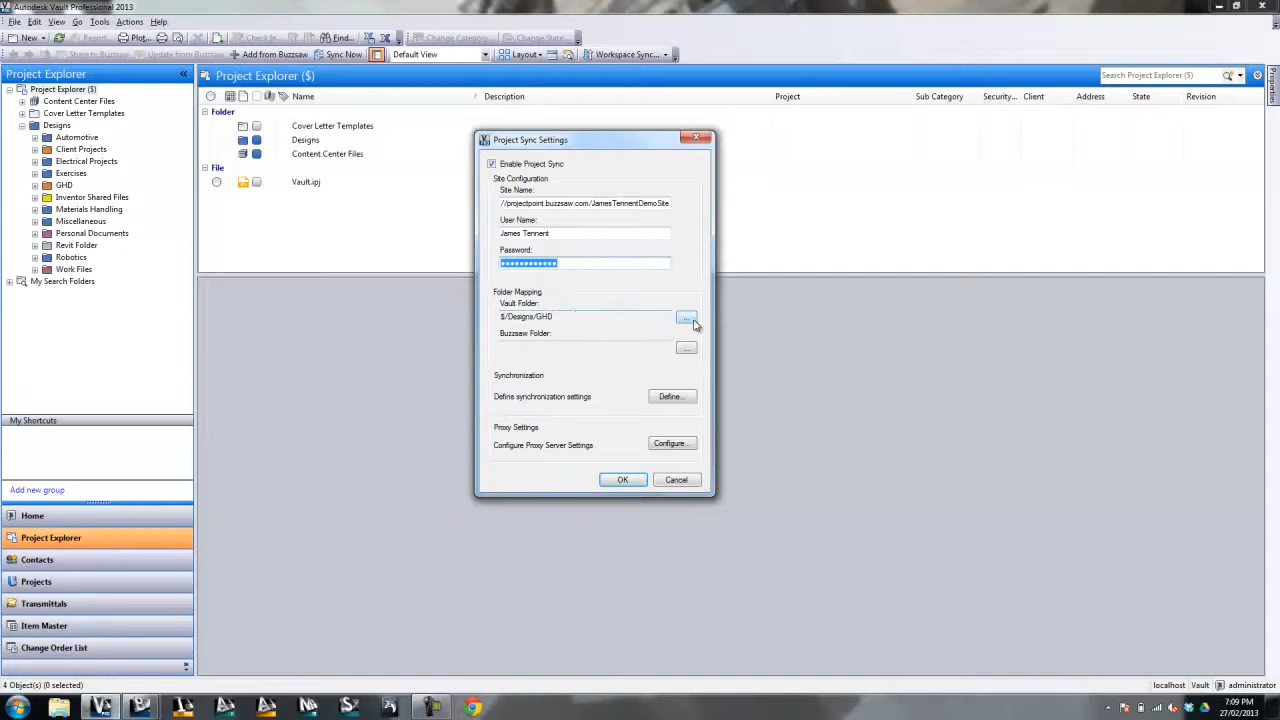 Autodesk Vault Professional 2013
File Edit View Go Tools Actions Help
New Report... Plot... Check In... Find... Change Category... Change State...
Share to Buzzsaw Update from Buzzsaw Add from Buzzsaw Sync Now Default View Layout Workspace Sync...
Project Explorer
Project Explorer ($)
Search Project Explorer ($)
Properties
Project Explorer ($)
Content Center Files
Cover Letter Templates
Designs
Automotive
Client Projects
Electrical Projects
Exercises
GHD
Inventor Shared Files
Materials Handling
Miscellaneous
Personal Documents
Revit Folder
Robotics
Work Files
My Search Folders
Name / Description Project Sub Category Security... Client Address State Revision
Folder
Cover Letter Templates
Designs
Content Center Files
File
Vault.ipj
Project Sync Settings
Enable Project Sync
Site Configuration
Site Name:
//projectpoint.buzzsaw.com/JamesTennentDemoSite
User Name:
James Tennent
Password:
Folder Mapping
Vault Folder:
$/Designs/GHD
...
Buzzsaw Folder:
...
Synchronization
Define synchronization settings Define...
Proxy Settings
Configure Proxy Server Settings Configure...
OK Cancel
My Shortcuts
Add new group
Home
Project Explorer
Contacts
Projects
Transmittals
Item Master
Change Order List
4 Object(s) (0 selected)
localhost Vault administrator
7:09 PM
27/02/2013